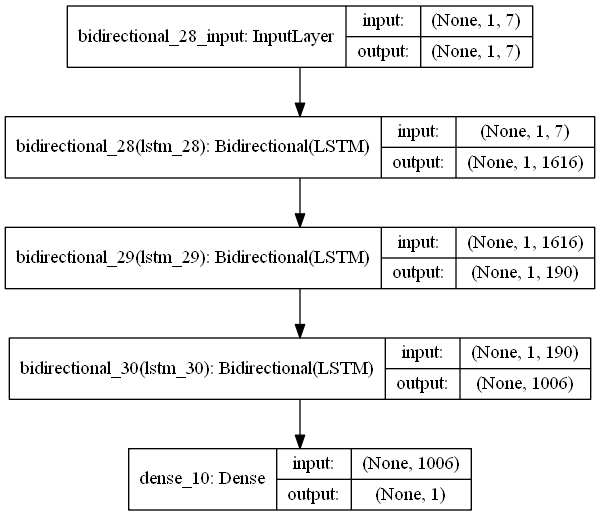 bidirectional_28_input: InputLayer
input: (None, 1, 7)
output: (None, 1, 7)
bidirectional_28(lstm_28): Bidirectional(LSTM)
input: (None, 1, 7)
output: (None, 1, 1616)
bidirectional_29(lstm_29): Bidirectional(LSTM)
input: (None, 1, 1616)
output: (None, 1, 190)
bidirectional_30(lstm_30): Bidirectional(LSTM)
input: (None, 1, 190)
output: (None, 1006)
dense_10: Dense
input: (None, 1006)
output: (None, 1)